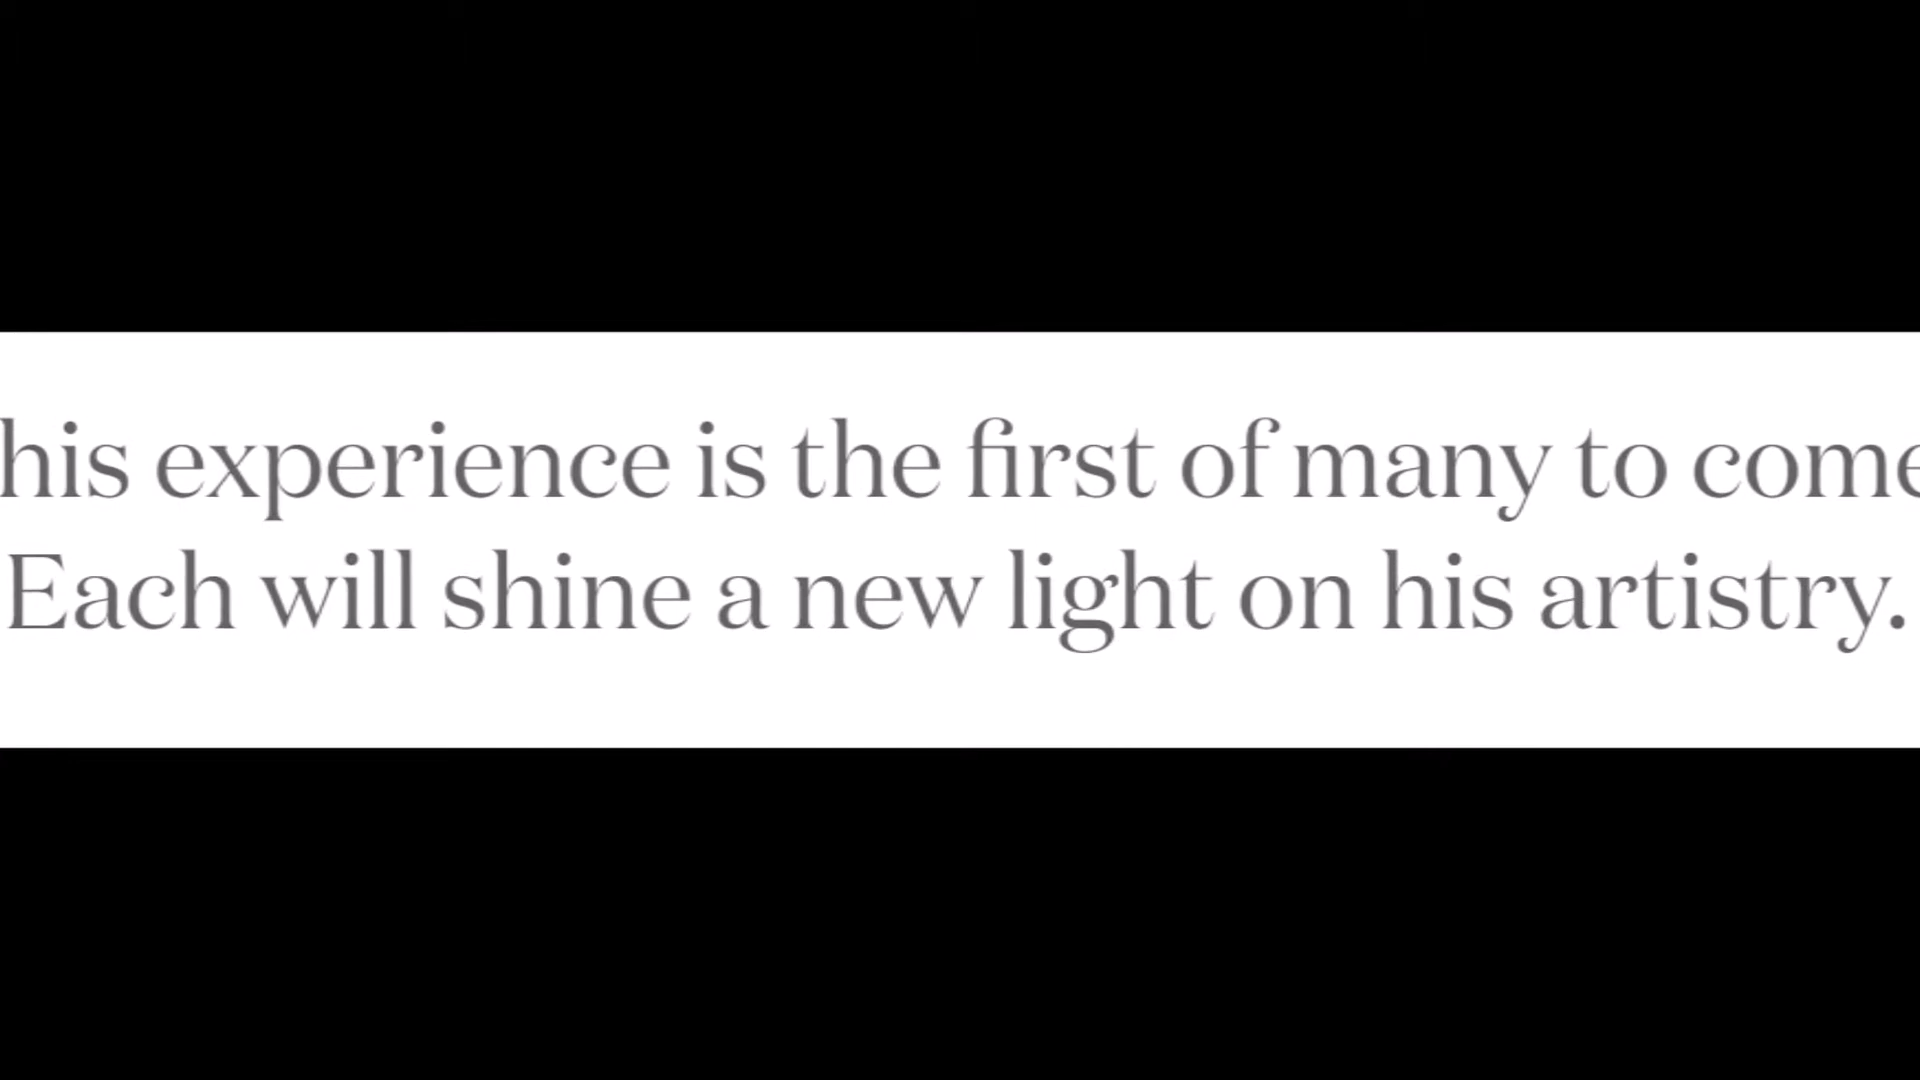 his experience is the first of many to come
Each will shine a new light on his artistry.